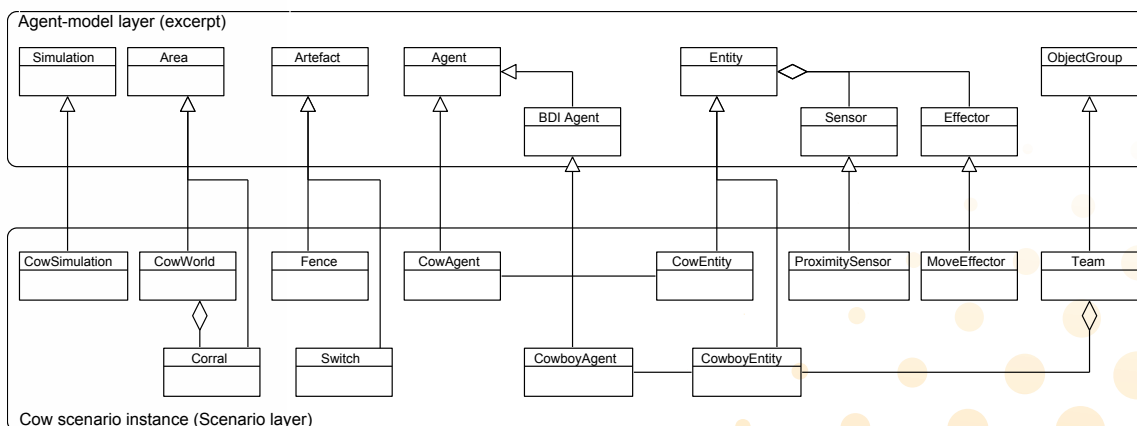 Agent-model layer (excerpt)
Simulation
Area
Artefact
Agent
Entity
ObjectGroup
BDI Agent
Sensor
Effector
CowSimulation
CowWorld
Fence
CowAgent
CowEntity
ProximitySensor
MoveEffector
Team
Corral
Switch
CowboyAgent
CowboyEntity
Cow scenario instance (Scenario layer)